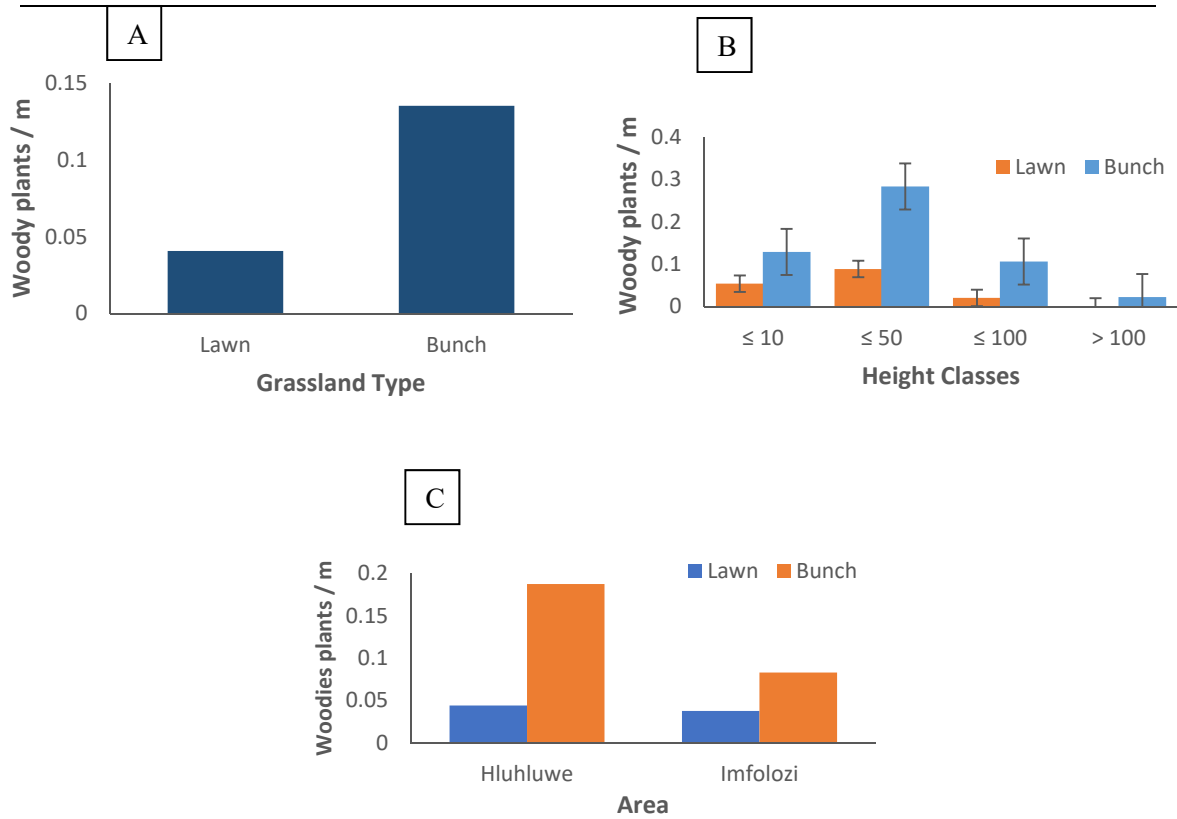 A
Woody plants / m
0.15
0.1
0.05
0
Lawn Bunch
Grassland Type
B
Woody plants / m
0.4
0.3
0.2
0.1
0
Lawn Bunch
≤ 10 ≤ 50 ≤ 100 > 100
Height Classes
C
Woodies plants / m
0.2
0.15
0.1
0.05
0
Lawn Bunch
Hluhluwe Imfolozi
Area